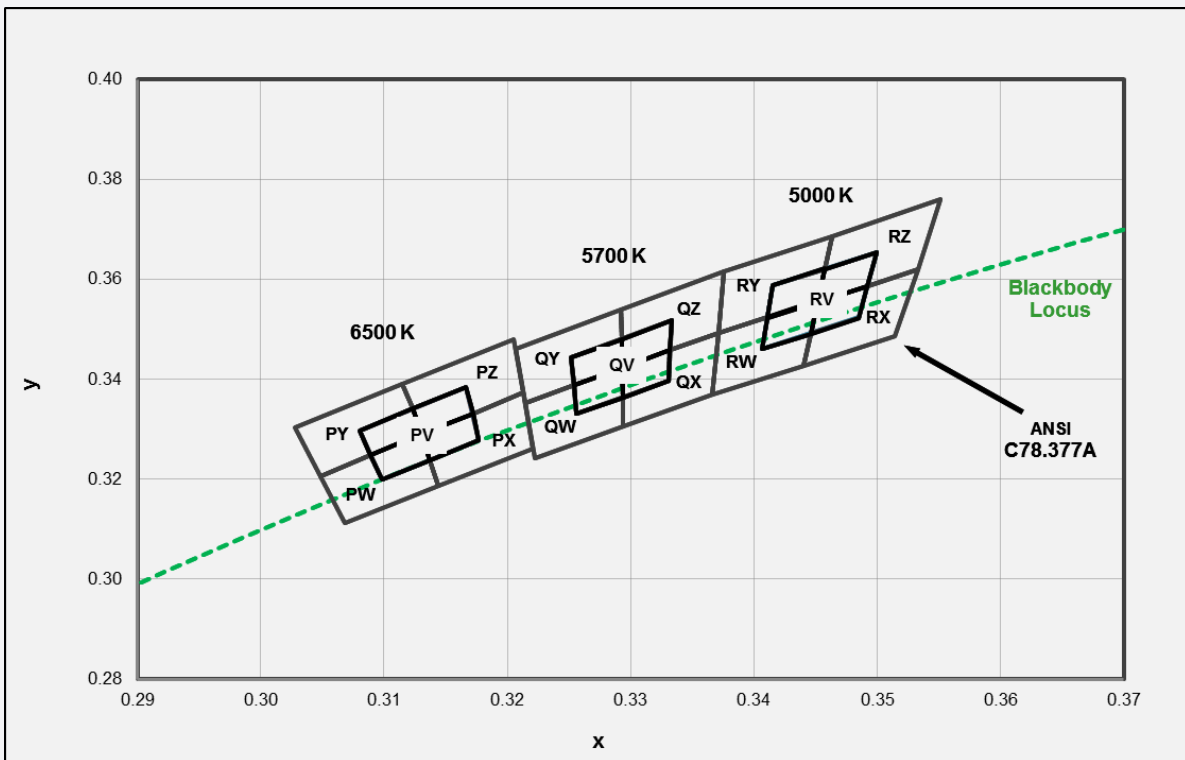 0.40
0.38
0.36
0.34
0.32
0.30
0.28
y
0.29
0.30
0.31
0.32
0.33
0.34
0.35
0.36
0.37
x
6500 K
5700 K
5000 K
PY
PZ
PV
PX
PW
QY
QZ
QV
QX
QW
RY
RZ
RV
RX
RW
Blackbody
Locus
ANSI
C78.377A